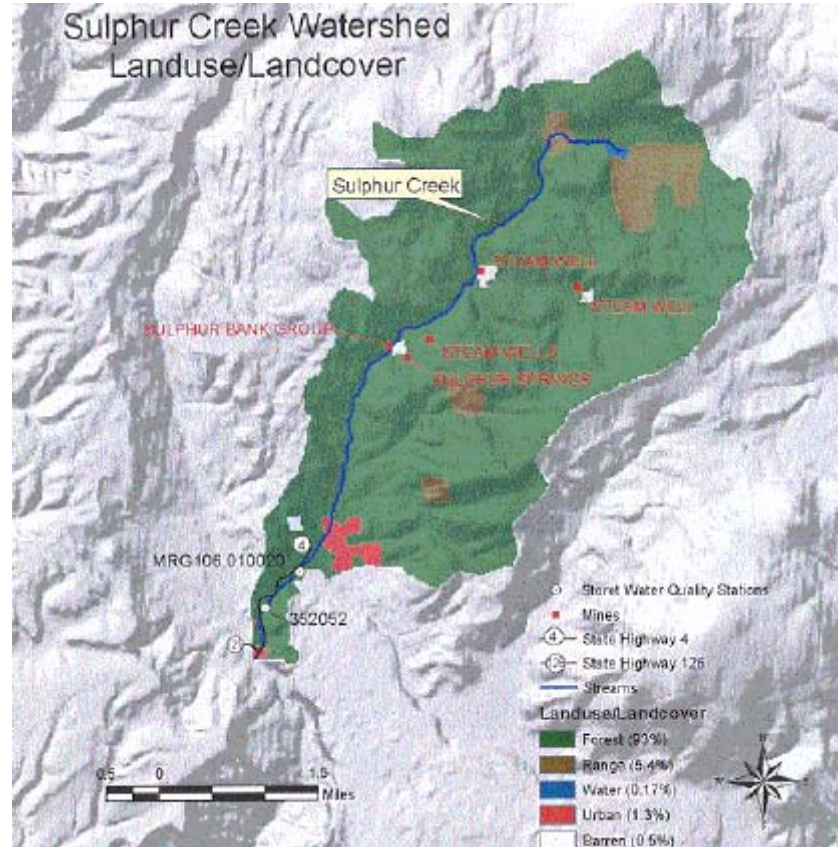 Sulphur Creek Watershed
Landuse/Landcover
Sulphur Creek
STEAM WELL
STEAM WELL
SULPHUR BANK GROUP
STEAM WELLS
SULPHUR SPRINGS
4
MRG106.010020
352052
Storet Water Quality Stations
Mines
4 State Highway 4
State Highway 126
Streams
Landuse/Landcover
Forest (93%)
Range (5.4%)
Water (0.17%)
Urban (1.3%)
Barren (0.5%)
0.5 0 1.5
Miles
N
E
S